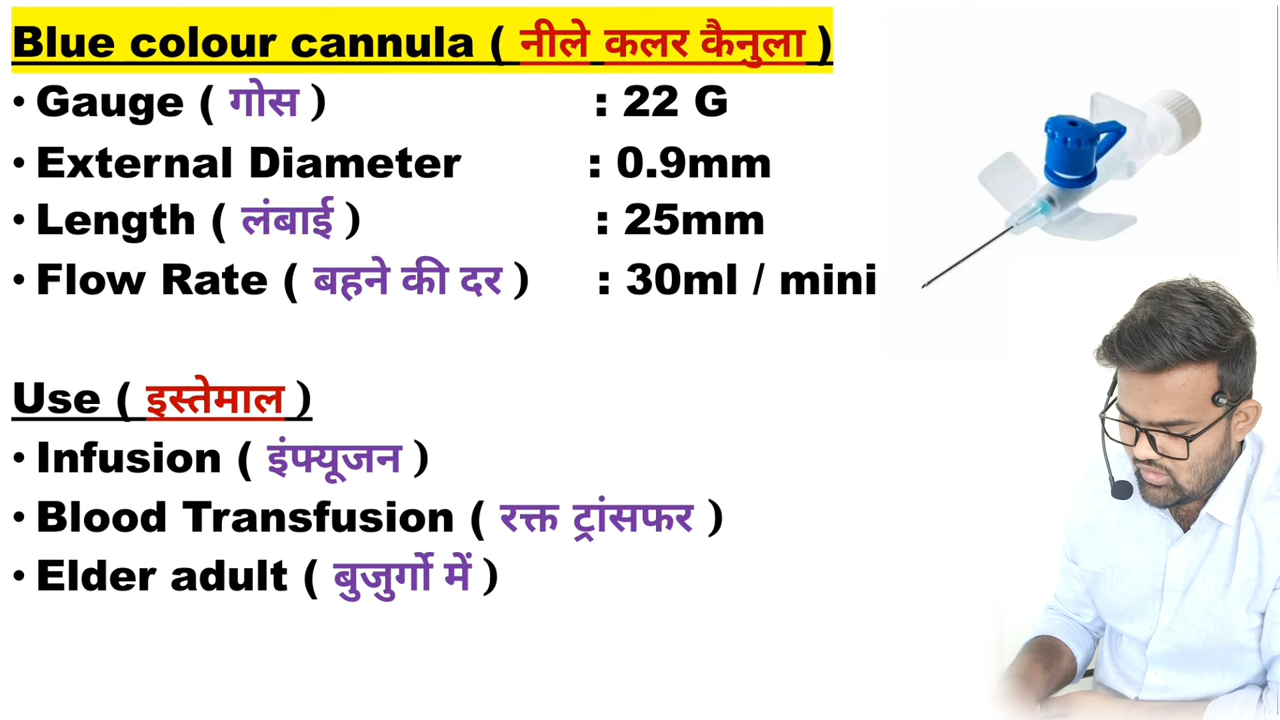 Blue colour cannula ( नीले कलर कैनुला )
• Gauge ( गोस ) : 22 G
• External Diameter : 0.9mm
• Length ( लंबाई ) : 25mm
• Flow Rate ( बहने की दर ) : 30ml / mini
Use ( इस्तेमाल )
• Infusion ( इंफ्यूजन )
• Blood Transfusion ( रक्त ट्रांसफर )
• Elder adult ( बुजुर्गो में )